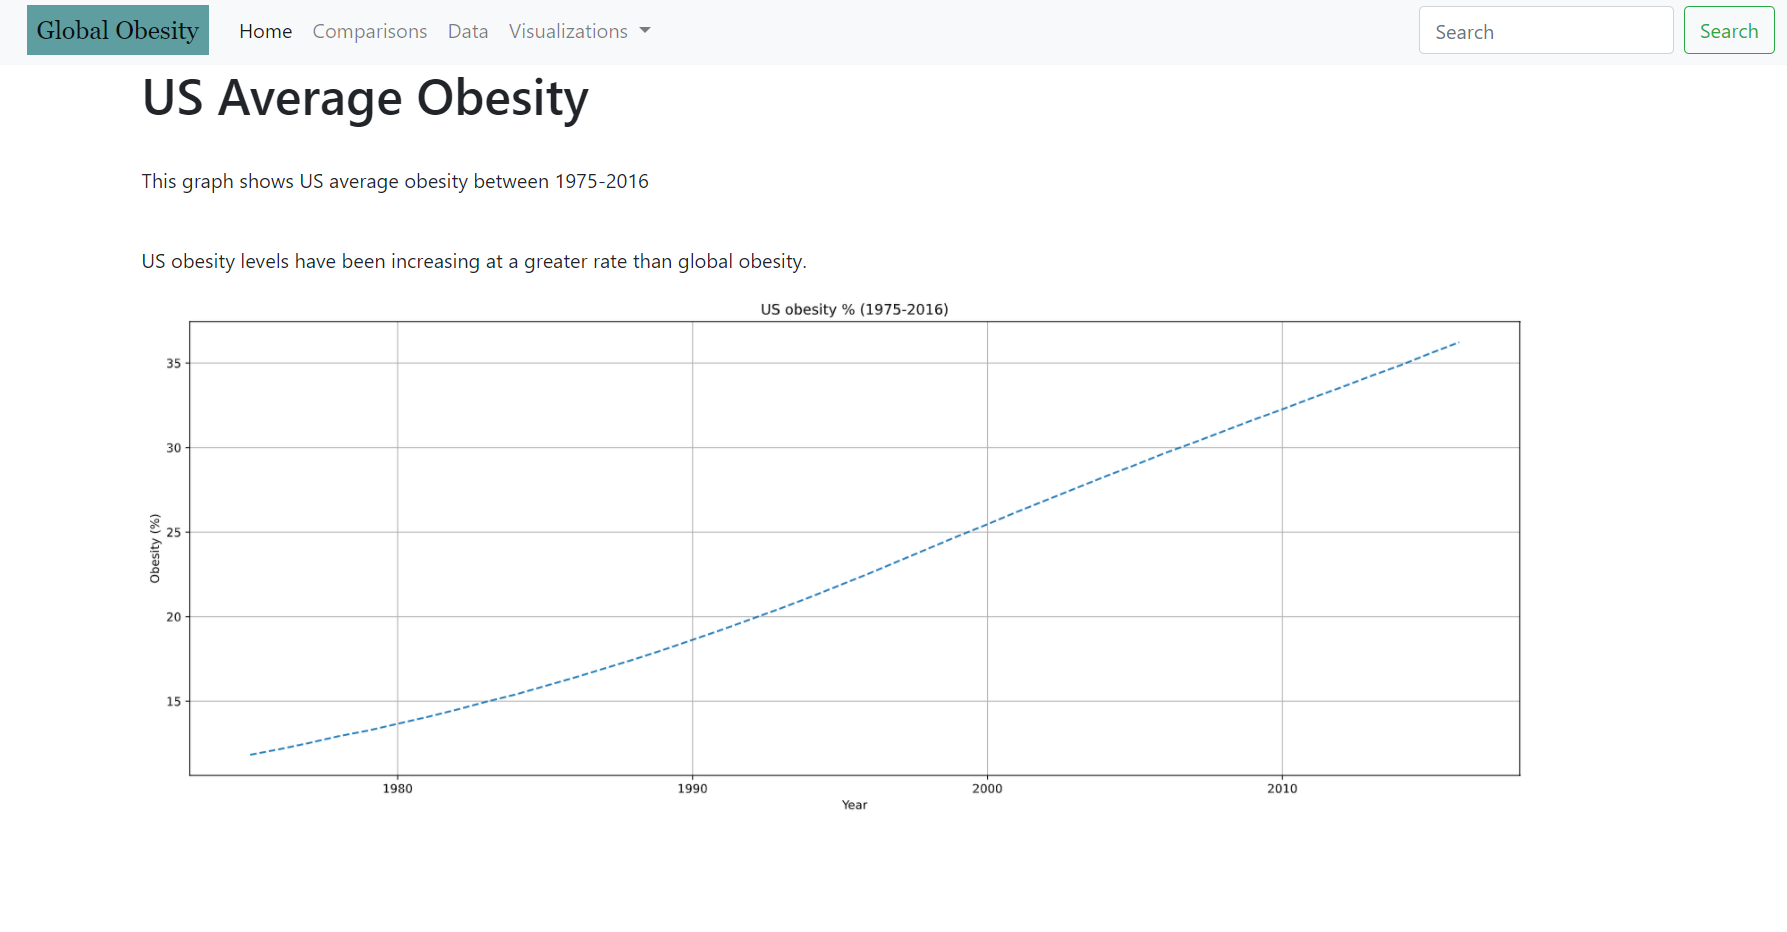 Global Obesity Home Comparisons Data Visualizations Search Search
US Average Obesity
This graph shows US average obesity between 1975-2016
US obesity levels have been increasing at a greater rate than global obesity.
US obesity % (1975-2016)
35
30
25
20
15
Obesity (%)
1980 1990 2000 2010
Year